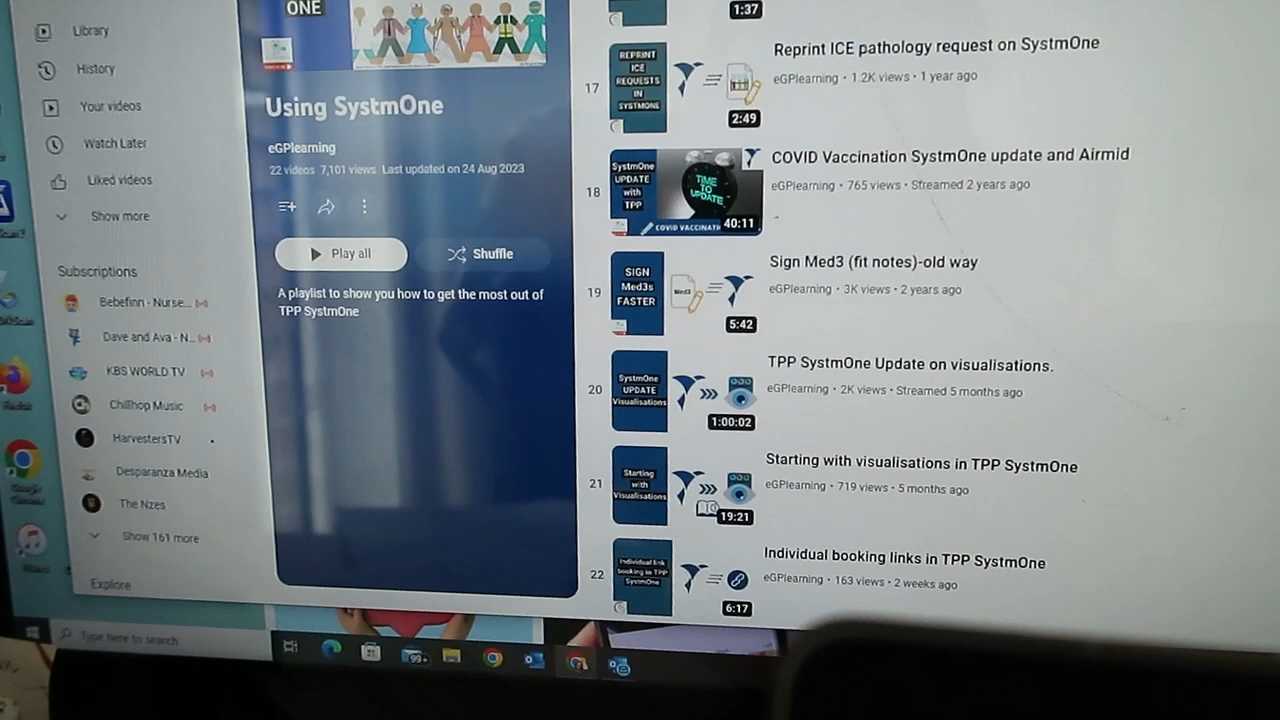 Library
History
Your videos
Watch Later
Liked videos
Show more
Subscriptions
Bebefinn - Nurse...
Dave and Ava - N...
KBS WORLD TV
Chillhop Music
HarvestersTV
Desparanza Media
The Nzes
Show 161 more
Explore
Type here to search
99+
ONE
Using SystmOne
eGPlearning
22 videos 7,101 views Last updated on 24 Aug 2023
Play all
Shuffle
A playlist to show you how to get the most out of
TPP SystmOne
1:37
17
REPRINT
ICE
REQUESTS
IN
SYSTMONE
2:49
Reprint ICE pathology request on SystmOne
eGPlearning • 1.2K views • 1 year ago
18
SystmOne
UPDATE
with
TPP
TIME
TO
UPDATE
COVID VACCINATI
40:11
COVID Vaccination SystmOne update and Airmid
eGPlearning • 765 views • Streamed 2 years ago
19
SIGN
Med3s
FASTER
Med3
5:42
Sign Med3 (fit notes)-old way
eGPlearning • 3K views • 2 years ago
20
SystmOne
UPDATE
Visualisations
1:00:02
TPP SystmOne Update on visualisations.
eGPlearning • 2K views • Streamed 5 months ago
21
Starting
with
Visualisations
19:21
Starting with visualisations in TPP SystmOne
eGPlearning • 719 views • 5 months ago
22
Individual link
booking in TPP
SystmOne
6:17
Individual booking links in TPP SystmOne
eGPlearning • 163 views • 2 weeks ago